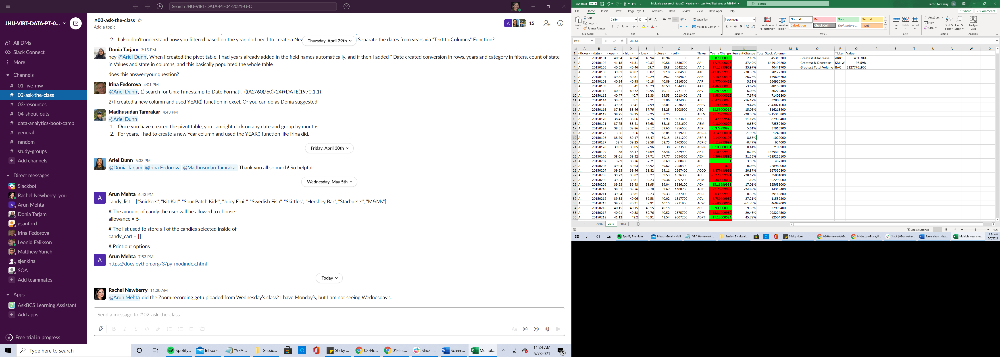 Search JHU-VIRT-DATA-PT-04-2021-U-C
JHU-VIRT-DATA-PT-0...
All DMs
Slack Connect
More
Channels
# 01-live-mw
# 02-ask-the-class
# 03-resources
# 04-shout-outs
# data-analytics-boot-camp
# general
# random
# study-groups
+ Add channels
Direct messages
Slackbot
Rachel Newberry you
Arun Mehta
Donia Tarjam
gsanford
Irina Fedorova
Leonid Felikson
Matthew Yurich
sjenkins
SOA
+ Add teammates
Apps
AskBCS Learning Assistant
+ Add apps
6 Free trial in progress
#02-ask-the-class
Add a topic
A 15
2. I also don't understand how you filtered based on the year, do I need to create a New
Thursday, April 29th
Separate the dates from years via "Text to Columns" Function?
Donia Tarjam 3:15 PM
hey @Ariel Dunn, When I created the pivot table, I had years already added in the field names automatically, and if then I added " Date created conversion in rows, years and category in filters, count of state
in Values and state in columns, and this basically populated the whole table
does this answer your question?
Irina Fedorova 4:01 PM
@Ariel Dunn, 1) search for Unix Timestamp to Date Format . (((A2/60)/60)/24)+DATE(1970,1,1)
2) I created a new column and used YEAR() function in excel. Or you can do as Donia suggested
Madhusudan Tamrakar 4:43 PM
@Ariel Dunn
1. Once you have created the pivot table, you can right click on any date and group by months.
2. For years, I had to create a new Year column and used the YEAR() function like Irina did.
Friday, April 30th
Ariel Dunn 6:33 PM
@Donia Tarjam @Irina Fedorova @Madhusudan Tamrakar Thank you all so much! So helpful!
Wednesday, May 5th
A
Arun Mehta 6:42 PM
candy_list = ["Snickers", "Kit Kat", "Sour Patch Kids", "Juicy Fruit", "Swedish Fish", "Skittles", "Hershey Bar", "Starbursts", "M&Ms"]
# The amount of candy the user will be allowed to choose
allowance = 5
# The list used to store all of the candies selected inside of
candy_cart = []
# Print out options
A
Arun Mehta 7:53 PM
https://docs.python.org/3/py-modindex.html
Today
Rachel Newberry 11:20 AM
@Arun Mehta did the Zoom recording get uploaded from Wednesday's class? I have Monday's, but I am not seeing Wednesday's.
Send a message to #02-ask-the-class
Type here to search
Spotify...
Inbox -...
*VBA ...
Sessio...
Sticky ...
02-Ho...
01-Les...
Slack | ...
Screen...
Multipl...
11:24 AM
5/7/2021
5
AutoSave On
Multiple_year_stock_data (2)_Newberry - Last Modified: Wed at 7:39 PM
Search
Rachel Newberry RN
File Home Insert Draw Page Layout Formulas Data Review View Developer Help
Share Comments
Paste Cut Copy Format Painter Clipboard
Calibri 12 Font
Wrap Text Merge & Center Alignment
Percentage Number
Conditional Formatting Format as Table
Normal Bad Good Neutral
Calculation Check Cell Explanatory ... Input
Styles
Insert Delete Format Cells
AutoSum Fill Clear Sort & Filter Find & Select Editing
Analyze Data Analysis
K19 fx -8.66%
A B C D E F G H I J K L M N O P Q R S T U V W X
1 <ticker> <date> <open> <high> <low> <close> <vol> Ticker Yearly Change Percent Change Total Stock Volume Ticker Value
2 A 20150101 40.94 40.94 40.94 40.94 0 A 0.870000005 2.13% 645319200 Greatest % Increase ARR 491.30%
3 A 20150102 41.18 41.31 40.37 40.56 1530700 AA -17.76000023 -37.49% 6449104200 Greatest % Decrease KMI.W -98.59%
4 A 20150105 40.32 40.46 39.7 39.8 2042200 AA-B -17.13999939 -33.97% 40441700 Greatest Total Volume BAC 21277761900
5 A 20150106 39.81 40.02 39.02 39.18 2084500 AAC -11.85999966 -38.36% 78122300
6 A 20150107 39.52 39.81 39.29 39.7 3359600 AAN -8.180000305 -26.76% 179606700
7 A 20150108 40.24 40.98 40.18 40.89 2116300 AAP -8.770000458 -5.51% 266930500
8 A 20150109 41 41 40.29 40.59 1644900 AAT -1.460000038 -3.67% 48158100
9 A 20150112 40.61 40.72 39.95 40.11 2771100 AAV 0.289999992 6.05% 30229400
10 A 20150113 40.47 40.7 39.33 39.55 2013400 AB -1.980000019 -7.67% 71403800
11 A 20150114 39.03 39.1 38.21 39.06 5134000 ABB -3.420000076 -16.17% 532805500
12 A 20150115 39.33 39.41 37.99 38.01 2630200 ABBV -6.199999809 -9.47% 2643021600
13 A 20150116 37.86 38.46 37.76 38.25 3003900 ABC 13.55000019 15.03% 516218400
14 A 20150119 38.25 38.25 38.25 38.25 0 ABEV -1.75999999 -28.30% 3915345800
15 A 20150120 38.43 38.66 37.76 37.93 5033600 ABG -8.479999542 -11.17% 82930400
16 A 20150121 37.75 38.41 37.68 38.16 2721600 ABM -0.180000007 -0.63% 72539400
17 A 20150122 38.51 39.86 38.12 39.65 4856500 ABR 0.379999995 5.61% 37916900
18 A 20150123 39.6 39.6 38.76 38.81 1519200 ABR-A -0.49000001 -1.96% 1243100
19 A 20150126 38.79 39.17 38.47 39.15 1511200 ABR-B -2.140000105 -8.66% 1022000
20 A 20150127 38.7 39.25 38.58 38.75 1703500 ABR-C -0.119999997 -0.47% 634000
21 A 20150128 39.01 39.05 37.96 38 2033500 ABRN 0.100000001 0.41% 2109900
22 A 20150129 38 38.47 37.69 38.46 2329900 ABT -0.109999999 -0.24% 1469310700
23 A 20150130 38.01 38.32 37.71 37.77 3054300 ABX -3.369999886 -31.35% 4289215100
24 A 20150202 37.9 38.76 37.71 38.69 2508400 AC 1 3.39% 437700
25 A 20150203 39.04 39.63 38.92 39.62 2950300 ACC -0.02 -0.05% 228980000
26 A 20150204 39.33 39.46 38.82 39.11 2567400 ACCO -1.879999995 -20.87% 167330800
27 A 20150205 39.22 39.82 39.22 39.53 1826300 ACH -3.279999971 -28.47% 35801000
28 A 20150206 39.54 39.81 39.23 39.34 2697200 ACM -0.340000004 -1.12% 362299600
29 A 20150209 39.23 39.43 38.95 39.04 3586100 ACN 15.18999958 17.01% 625655000
30 A 20150210 39.31 39.76 38.78 39.67 1408700 ACP -3.75999999 -24.88% 14348400
31 A 20150211 39.64 39.81 39.23 39.33 3337000 ACRE -0.039999999 -0.35% 39118800
32 A 20150212 39.58 40.06 39.53 40.02 1317700 ACV -6.789999962 -27.21% 11539300
33 A 20150213 39.97 40.31 39.91 40.15 2211900 ACW -2.680000067 -61.75% 46092000
34 A 20150216 40.15 40.15 40.15 40.15 0 ADC 2.900000095 9.33% 27995400
35 A 20150217 40.01 40.53 39.76 40.52 2875700 ADM -15.31999969 -29.46% 998224500
36 A 20150218 41.12 42.2 40.91 41.54 9007200 ADPT 17.12000084 45.78% 82504100
2016 2015 2014
Display Settings 100%
Spotify Premium
Inbox - Gmail - Mail
*VBA Homework ...
Session 2 - Visual ...
Sticky Notes
02-Homework/02-...
01-Lesson-Plans/0...
Slack | 02-ask-the-...
Screenshots_New...
Multiple_year_stoc...
11:24 AM
5/7/2021